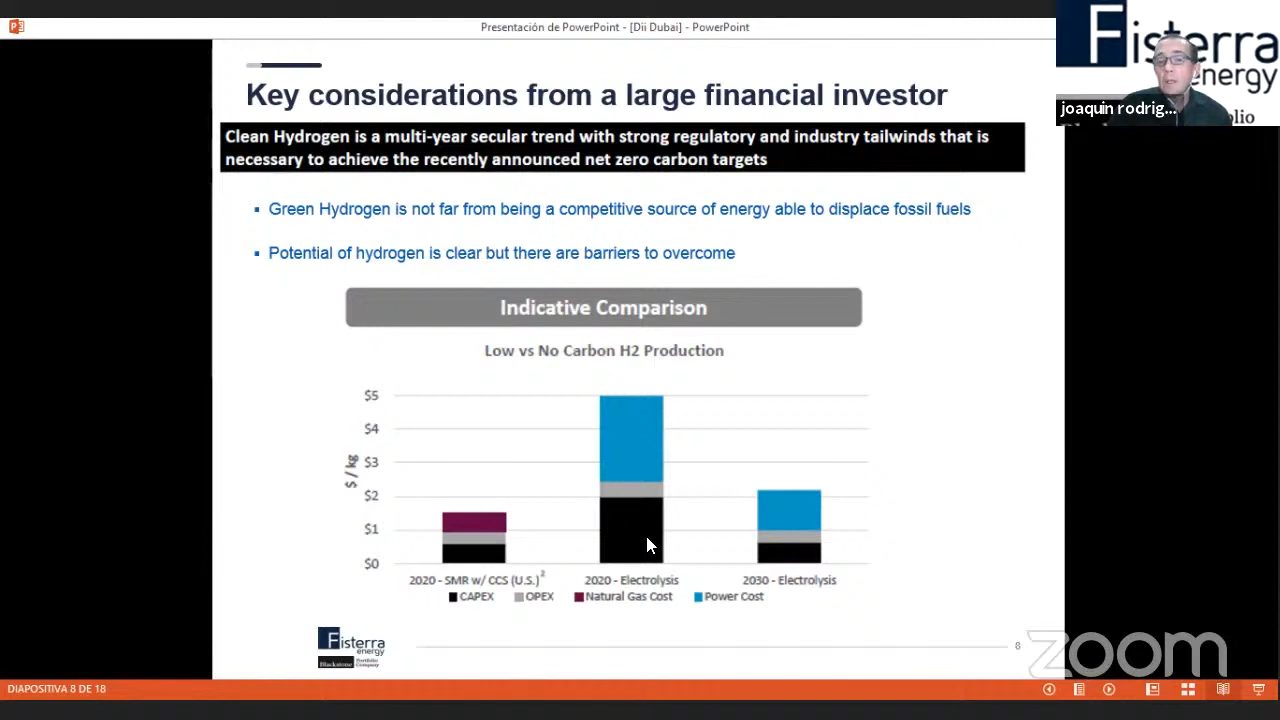 Presentación de PowerPoint - [Dii Dubai] - PowerPoint
Fisterra
energy
joaquin rodrig...
Key considerations from a large financial investor
Clean Hydrogen is a multi-year secular trend with strong regulatory and industry tailwinds that is
necessary to achieve the recently announced net zero carbon targets
Green Hydrogen is not far from being a competitive source of energy able to displace fossil fuels
Potential of hydrogen is clear but there are barriers to overcome
Indicative Comparison
Low vs No Carbon H2 Production
$ / kg
$5
$4
$3
$2
$1
$0
2020 - SMR w/ CCS (U.S.)2
2020 - Electrolysis
2030 - Electrolysis
CAPEX
OPEX
Natural Gas Cost
Power Cost
Fisterra
energy
Blackstone
Portfolio
Company
8
zoom
DIAPOSITIVA 8 DE 18